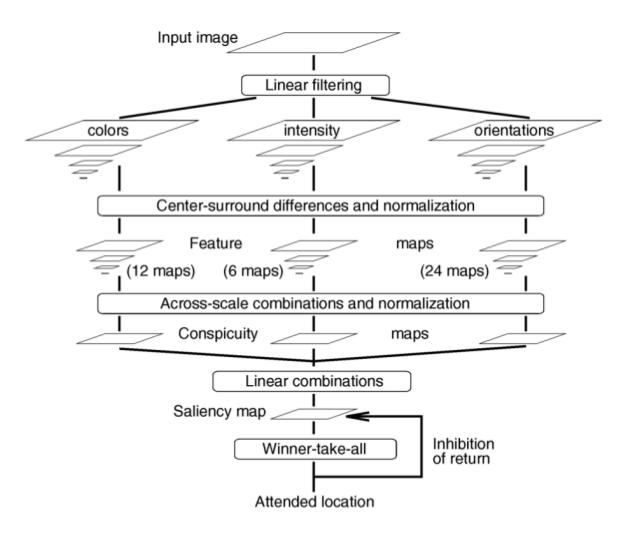 Input image
Linear filtering
colors intensity orientations
Center-surround differences and normalization
Feature maps
(12 maps) (6 maps) (24 maps)
Across-scale combinations and normalization
Conspicuity maps
Linear combinations
Saliency map
Winner-take-all
Inhibition
of return
Attended location